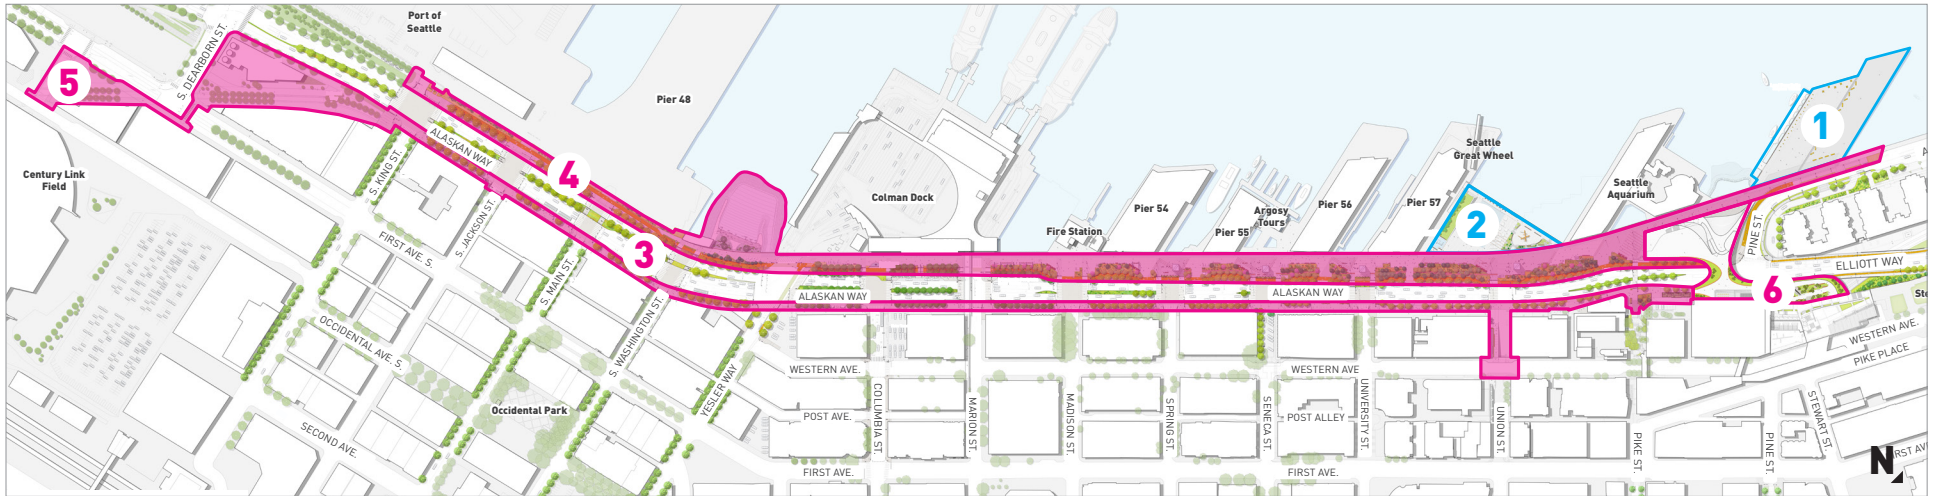 Port of
Seattle
S. DEARBORN ST.
5
Pier 48
1
ALASKAN WAY
Seattle
Great Wheel
Century Link
Field
S. KING ST.
4
Seattle
Aquarium
Colman Dock
Pier 54
Pier 56
Pier 57
Argosy
Tours
2
Fire Station
Pier 55
PINE ST.
S. JACKSON ST.
FIRST AVE. S.
3
ELLIOTT WAY
S. MAIN ST.
ALASKAN WAY
ALASKAN WAY
6
S. WASHINGTON ST.
OCCIDENTAL AVE. S.
WESTERN AVE.
PIKE PLACE
WESTERN AVE.
WESTERN AVE
YESLER WAY
Occidental Park
POST AVE.
POST ALLEY
COLUMBIA ST.
MARION ST.
MADISON ST.
SPRING ST.
SENECA ST.
UNIVERSITY ST.
UNION ST.
PIKE ST.
PINE ST.
STEWART ST.
SECOND AVE.
FIRST AVE.
FIRST AVE.
N